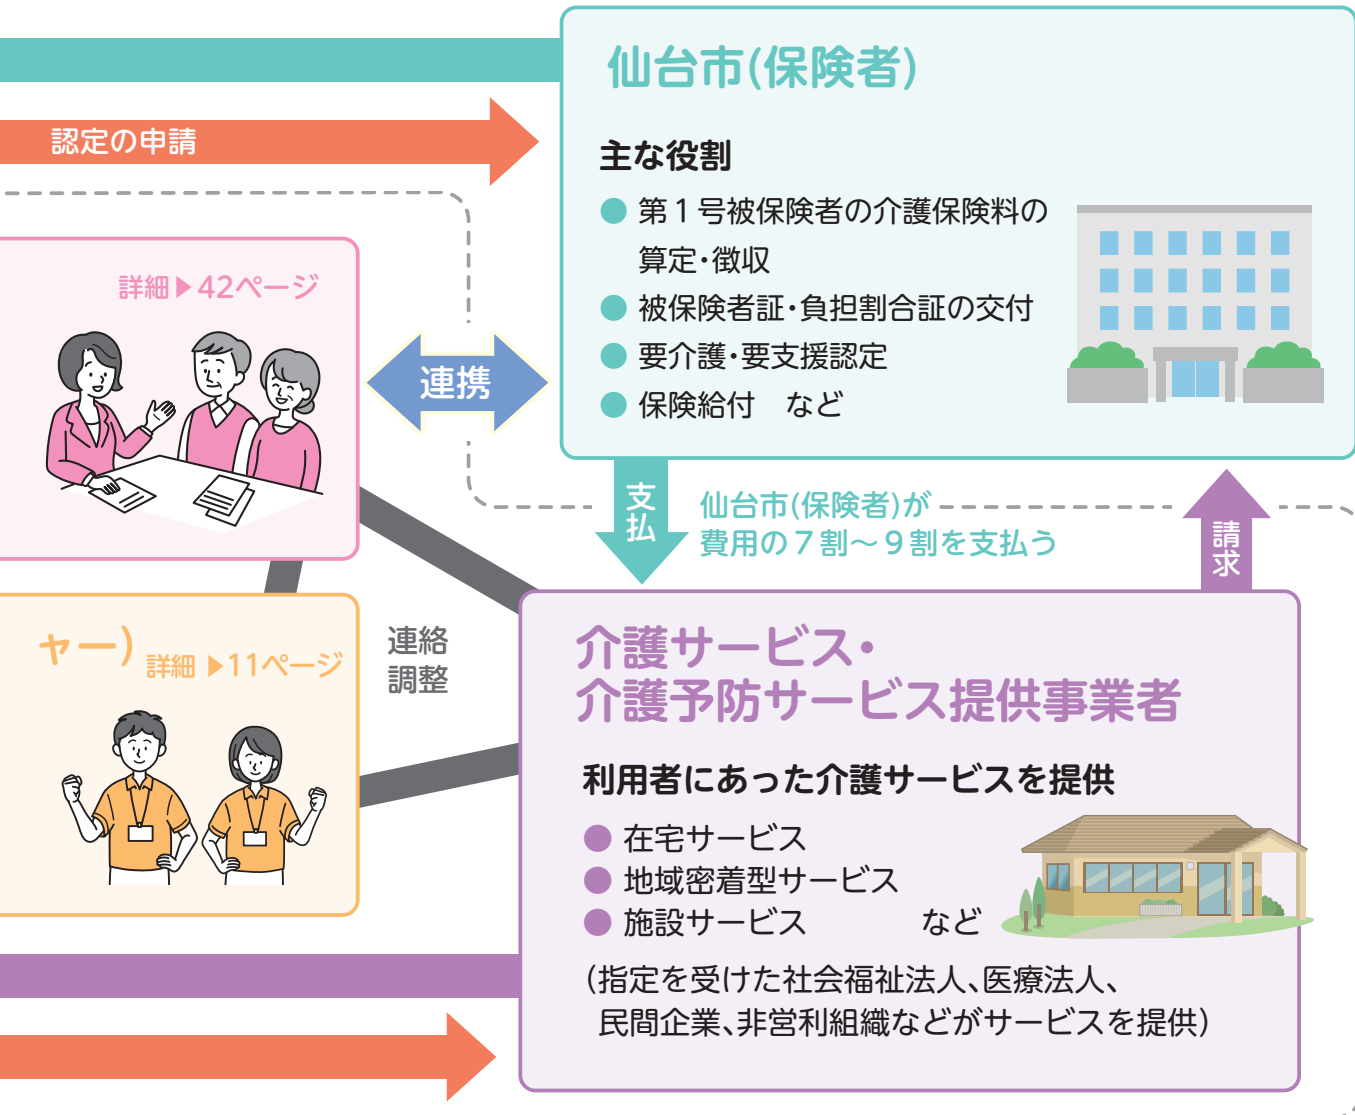 仙台市(保険者)
認定の申請
主な役割
● 第１号被保険者の介護保険料の
算定・徴収
● 被保険者証・負担割合証の交付
● 要介護・要支援認定
● 保険給付　など
詳細▶42ページ
連携
支払
仙台市(保険者)が
費用の７割～９割を支払う
請求
ャー)
詳細 ▶11ページ
連絡
調整
介護サービス・
介護予防サービス提供事業者
利用者にあった介護サービスを提供
● 在宅サービス
● 地域密着型サービス
● 施設サービス　　　など
(指定を受けた社会福祉法人、医療法人、
民間企業、非営利組織などがサービスを提供)